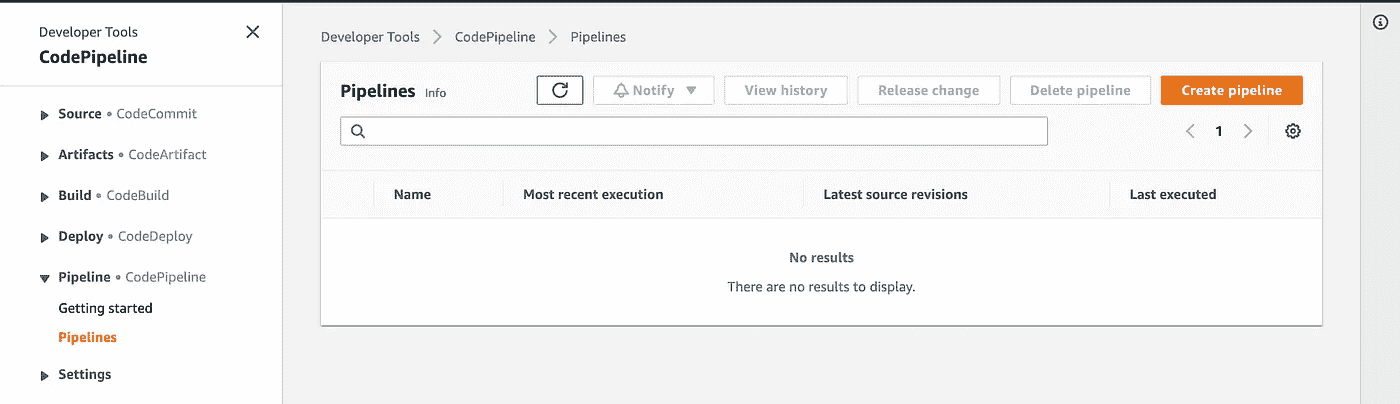 Developer Tools
CodePipeline
Source • CodeCommit
Artifacts • CodeArtifact
Build • CodeBuild
Deploy • CodeDeploy
Pipeline • CodePipeline
Getting started
Pipelines
Settings
Developer Tools > CodePipeline > Pipelines
Pipelines Info Notify View history Release change Delete pipeline Create pipeline
1
Name Most recent execution Latest source revisions Last executed
No results
There are no results to display.